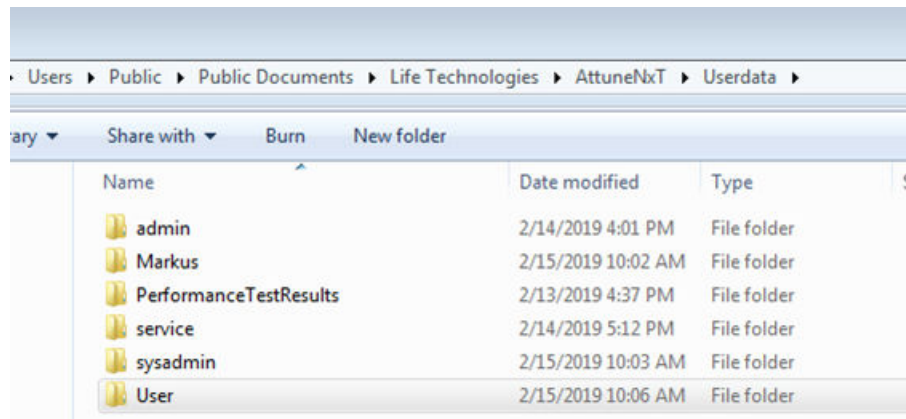 Users ▸ Public ▸ Public Documents ▸ Life Technologies ▸ AttuneNxT ▸ Userdata ▸
Share with Burn New folder
Name Date modified Type
admin 2/14/2019 4:01 PM File folder
Markus 2/15/2019 10:02 AM File folder
PerformanceTestResults 2/13/2019 4:37 PM File folder
service 2/14/2019 5:12 PM File folder
sysadmin 2/15/2019 10:03 AM File folder
User 2/15/2019 10:06 AM File folder